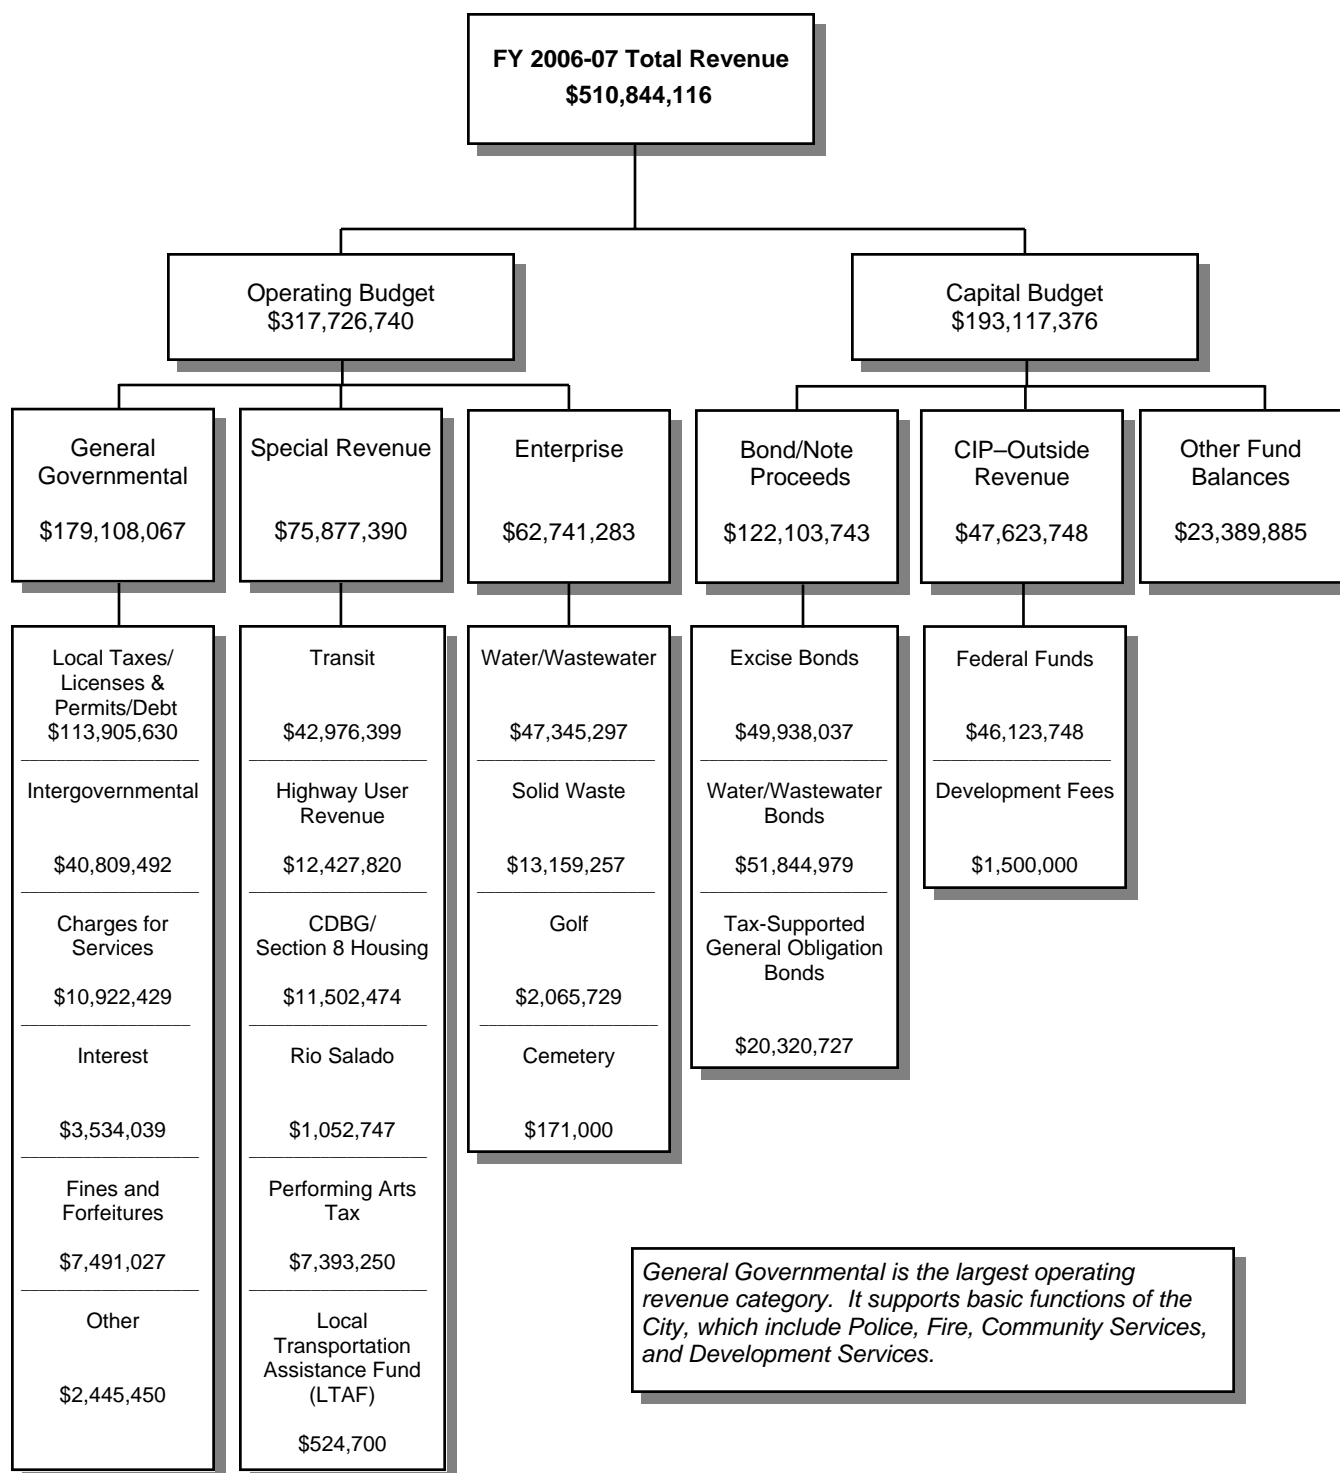 FY 2006-07 Total Revenue
$510,844,116
Operating Budget
$317,726,740
Capital Budget
$193,117,376
General
Governmental
$179,108,067
Special Revenue
$75,877,390
Enterprise
$62,741,283
Bond/Note
Proceeds
$122,103,743
CIP–Outside
Revenue
$47,623,748
Other Fund
Balances
$23,389,885
Local Taxes/
Licenses &
Permits/Debt
$113,905,630
Intergovernmental
$40,809,492
Charges for
Services
$10,922,429
Interest
$3,534,039
Fines and
Forfeitures
$7,491,027
Other
$2,445,450
Transit
$42,976,399
Highway User
Revenue
$12,427,820
CDBG/
Section 8 Housing
$11,502,474
Rio Salado
$1,052,747
Performing Arts
Tax
$7,393,250
Local
Transportation
Assistance Fund
(LTAF)
$524,700
Water/Wastewater
$47,345,297
Solid Waste
$13,159,257
Golf
$2,065,729
Cemetery
$171,000
Excise Bonds
$49,938,037
Water/Wastewater
Bonds
$51,844,979
Tax-Supported
General Obligation
Bonds
$20,320,727
Federal Funds
$46,123,748
Development Fees
$1,500,000
General Governmental is the largest operating
revenue category.  It supports basic functions of the
City, which include Police, Fire, Community Services,
and Development Services.